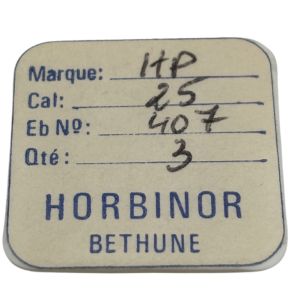 Marque: HP
Cal: 25
Eb Nº: 407
Qté: 3
HORBINOR
BETHUNE